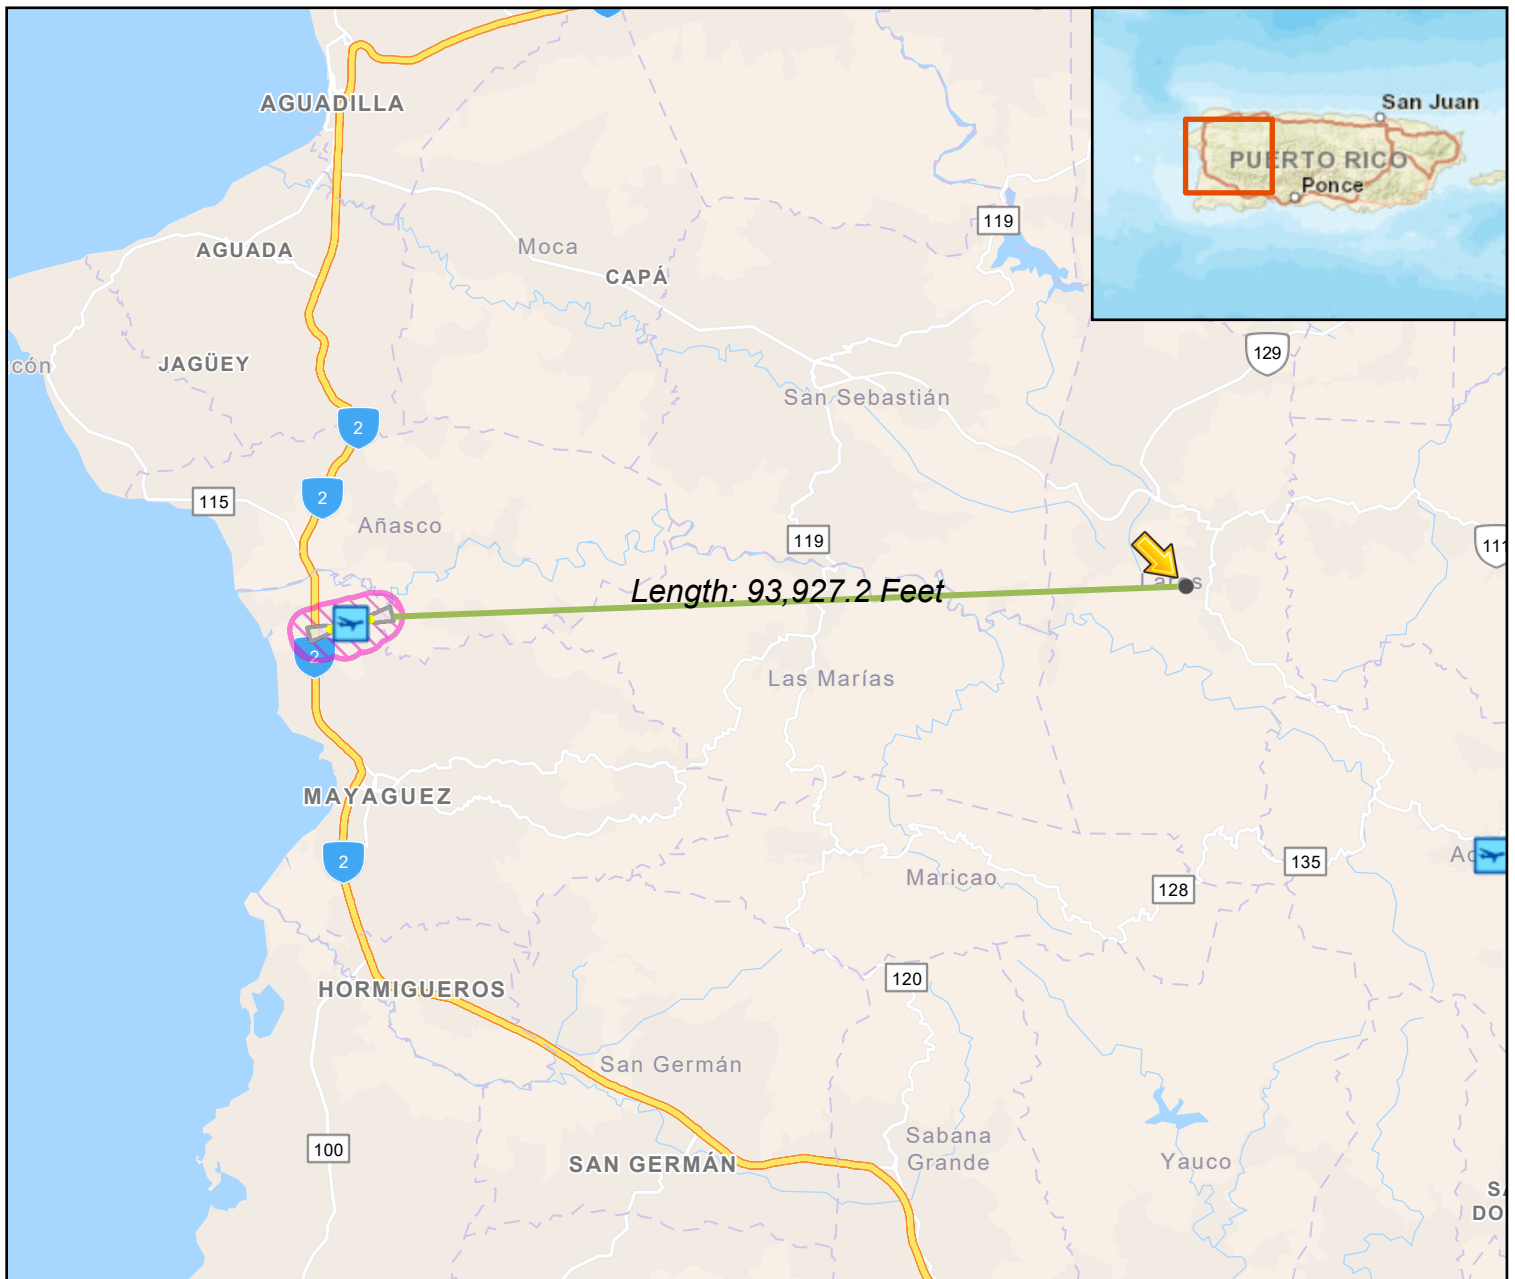 AGUADILLA
San Juan
PUERTO RICO
Ponce
119
AGUADA
Moca
CAPÁ
cón
JAGÜEY
129
San Sebastián
2
2
115
Añasco
119
111
Length: 93,927.2 Feet
2
Las Marías
MAYAGUEZ
2
Maricao
128
135
120
HORMIGUEROS
San Germán
100
SAN GERMÁN
Sabana
Grande
Yauco
DO